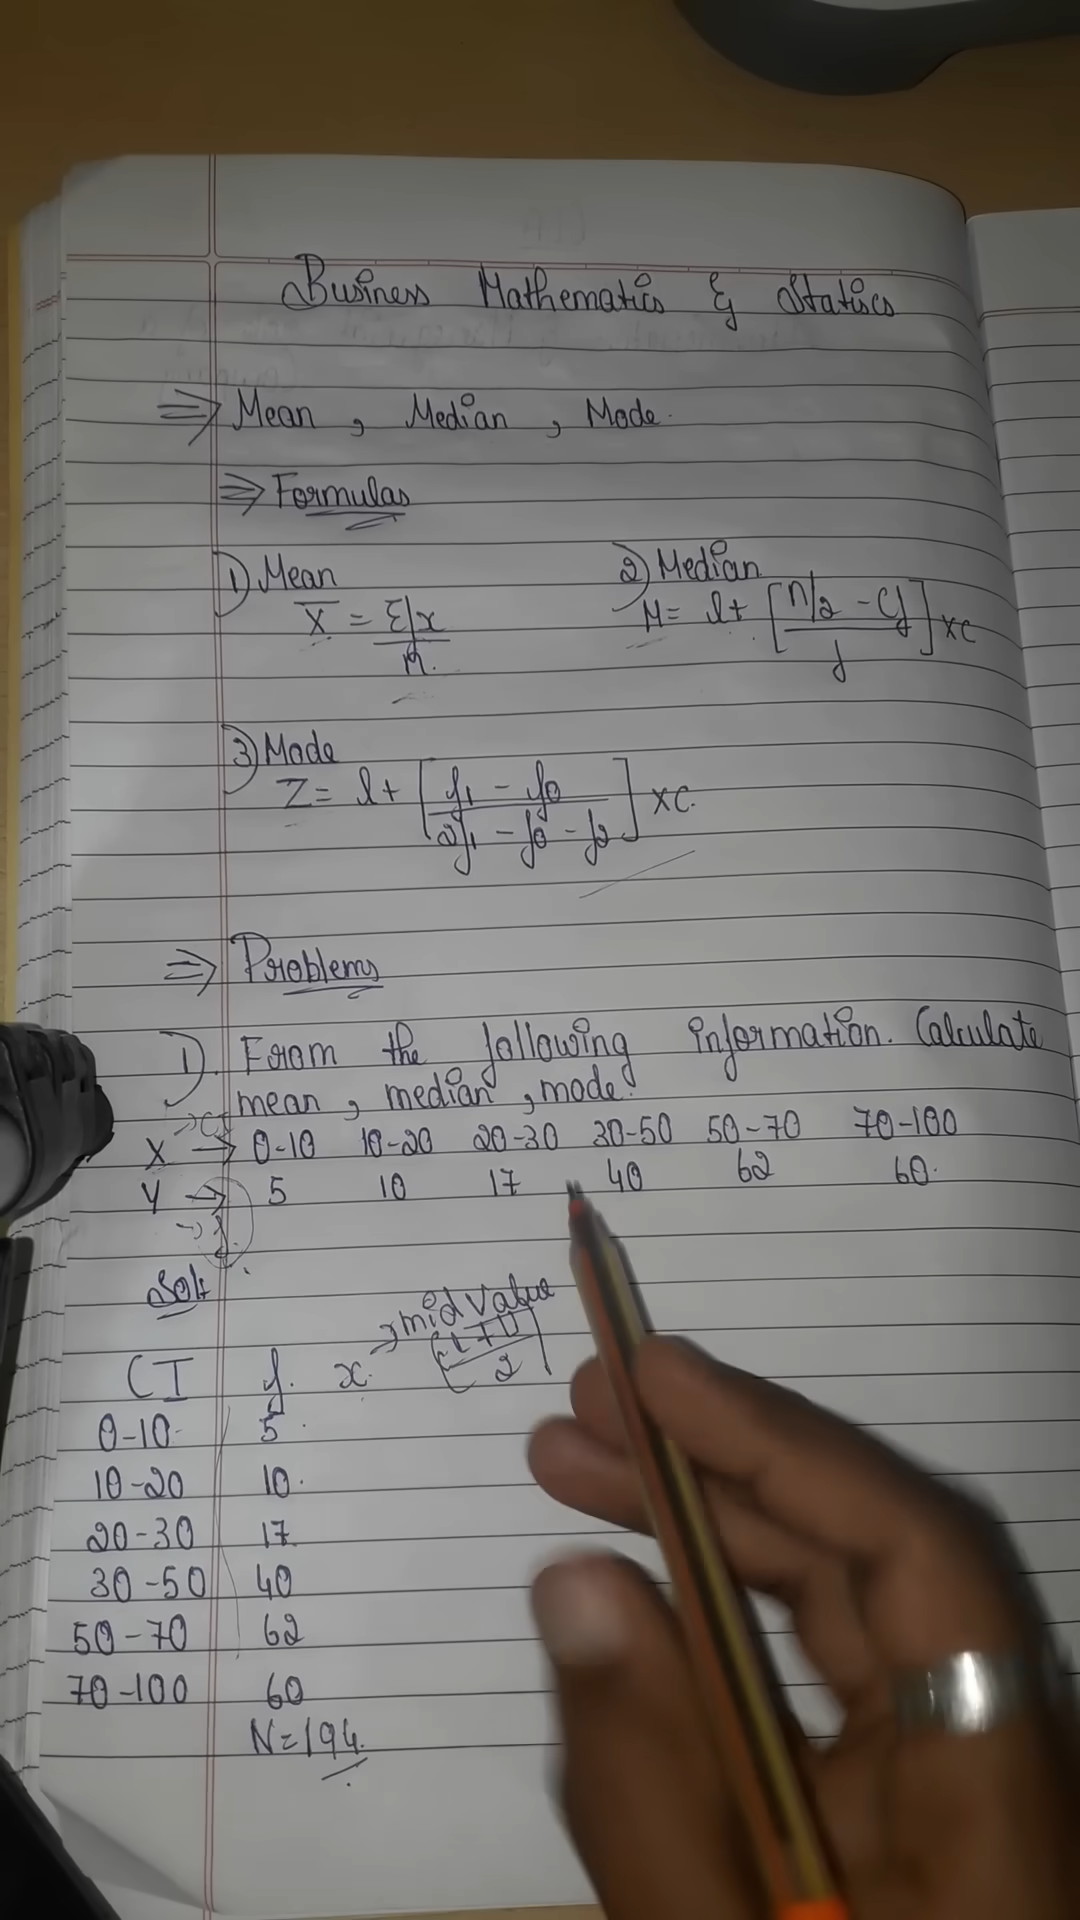 Business Mathematics & Statiscs
⇒ Mean, Median, Mode.
⇒ Formulas
1) Mean
X̄ = Σfx / n.
2) Median
M = l + [n/2 - Cf / f] × C
3) Mode
Z = l + [f1 - f0 / 2f1 - f0 - f2] × C.
⇒ Problems
1). From the following information. Calculate
mean, median, mode.
→ CI
X → 0-10 10-20 20-30 30-50 50-70 70-100
Y → 5 10 17 40 62 60.
→ f
Sol:
CI f. x. → mid value [L+U / 2]
0-10 5
10-20 10.
20-30 17
30-50 40
50-70 62
70-100 60
N=194.